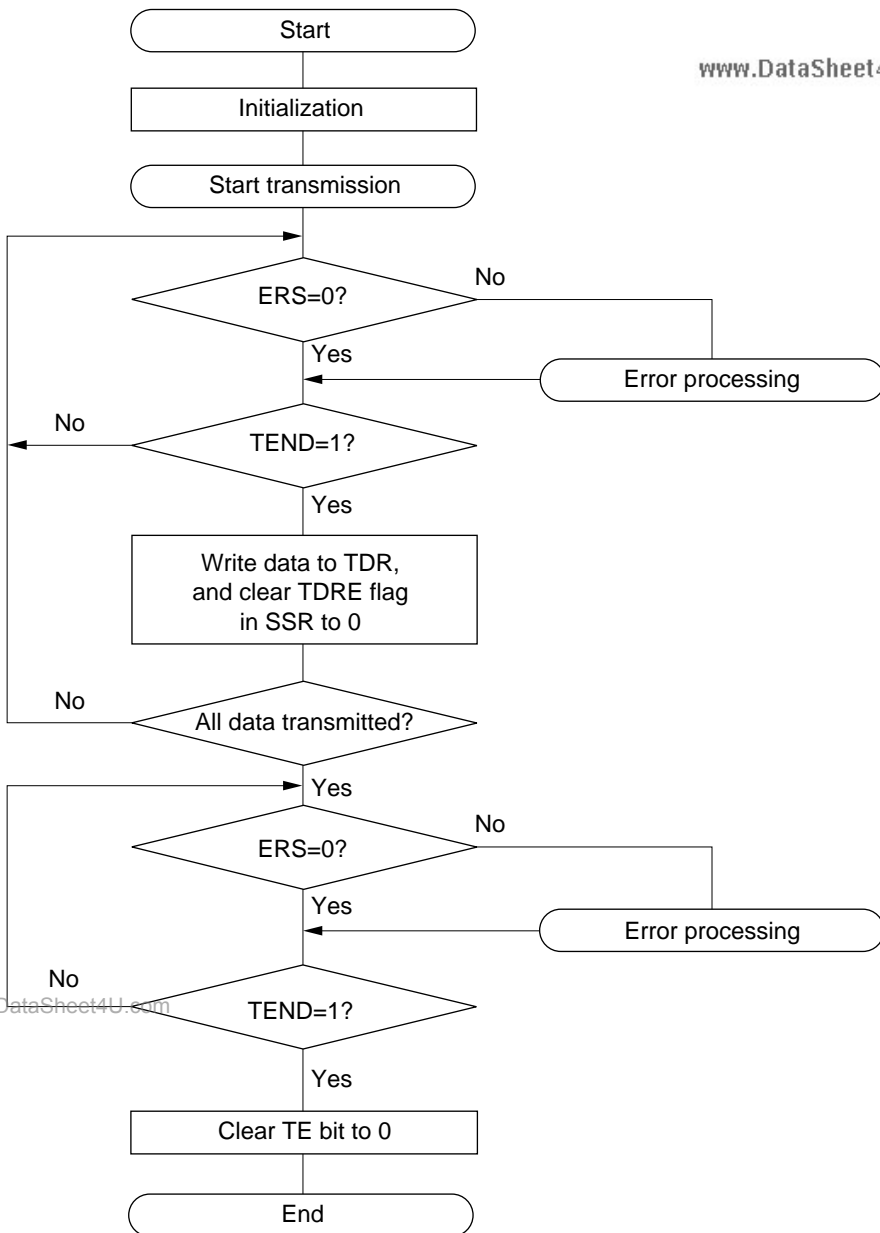 Start
www.DataSheet4
Initialization
Start transmission
No
ERS=0?
Yes
Error processing
No
TEND=1?
Yes
Write data to TDR,
and clear TDRE flag
in SSR to 0
No
All data transmitted?
Yes
No
ERS=0?
Yes
Error processing
No
DataSheet4U.com
TEND=1?
Yes
Clear TE bit to 0
End